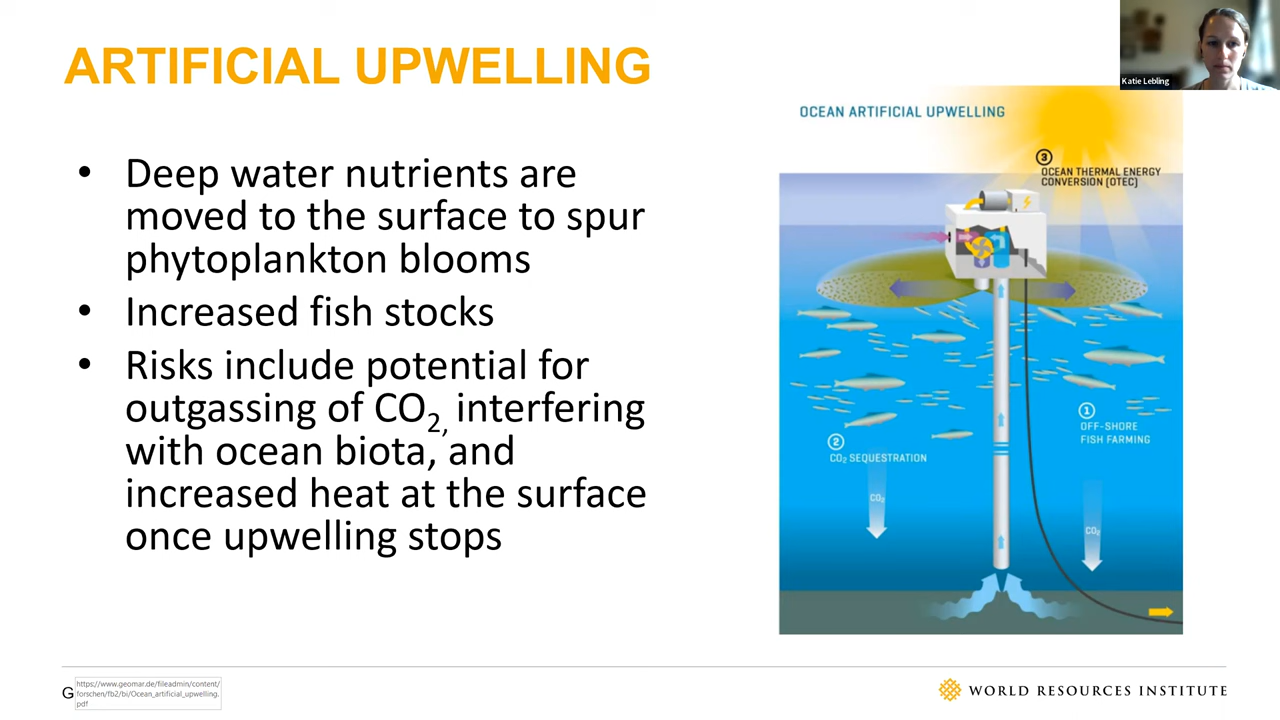 ARTIFICIAL UPWELLING
Katie Lebling
• Deep water nutrients are
moved to the surface to spur
phytoplankton blooms
• Increased fish stocks
• Risks include potential for
outgassing of CO₂, interfering
with ocean biota, and
increased heat at the surface
once upwelling stops
OCEAN ARTIFICIAL UPWELLING
3
OCEAN THERMAL ENERGY
CONVERSION (OTEC)
1
OFF-SHORE
FISH FARMING
2
CO₂ SEQUESTRATION
CO₂
CO₂
G
https://www.geomar.de/fileadmin/content/
forschen/fb2/bi/Ocean_artificial_upwelling.
pdf
WORLD RESOURCES INSTITUTE